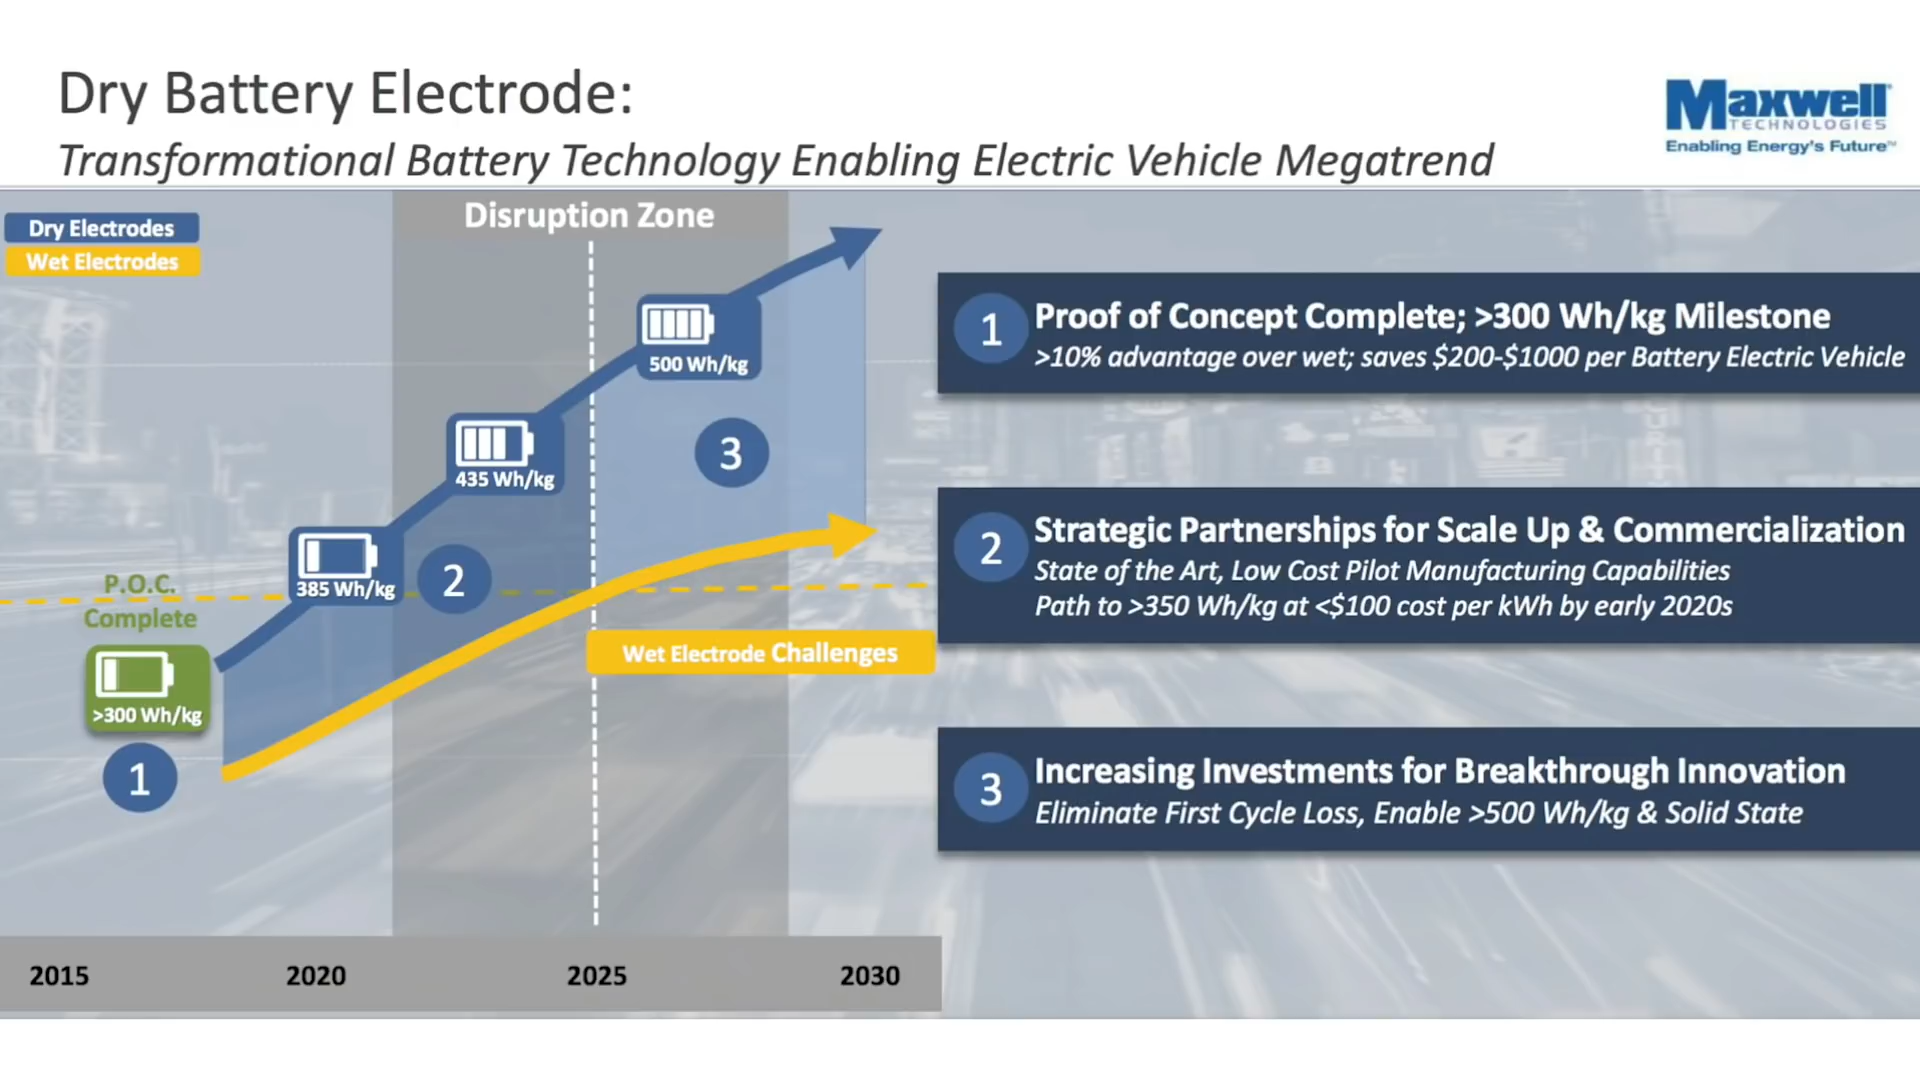 Dry Battery Electrode:
Transformational Battery Technology Enabling Electric Vehicle Megatrend
Maxwell
TECHNOLOGIES
Enabling Energy's Future™
Dry Electrodes
Wet Electrodes
Disruption Zone
500 Wh/kg
3
435 Wh/kg
385 Wh/kg
2
P.O.C.
Complete
>300 Wh/kg
1
Wet Electrode Challenges
2015
2020
2025
2030
1
Proof of Concept Complete; >300 Wh/kg Milestone
>10% advantage over wet; saves $200-$1000 per Battery Electric Vehicle
2
Strategic Partnerships for Scale Up & Commercialization
State of the Art, Low Cost Pilot Manufacturing Capabilities
Path to >350 Wh/kg at <$100 cost per kWh by early 2020s
3
Increasing Investments for Breakthrough Innovation
Eliminate First Cycle Loss, Enable >500 Wh/kg & Solid State